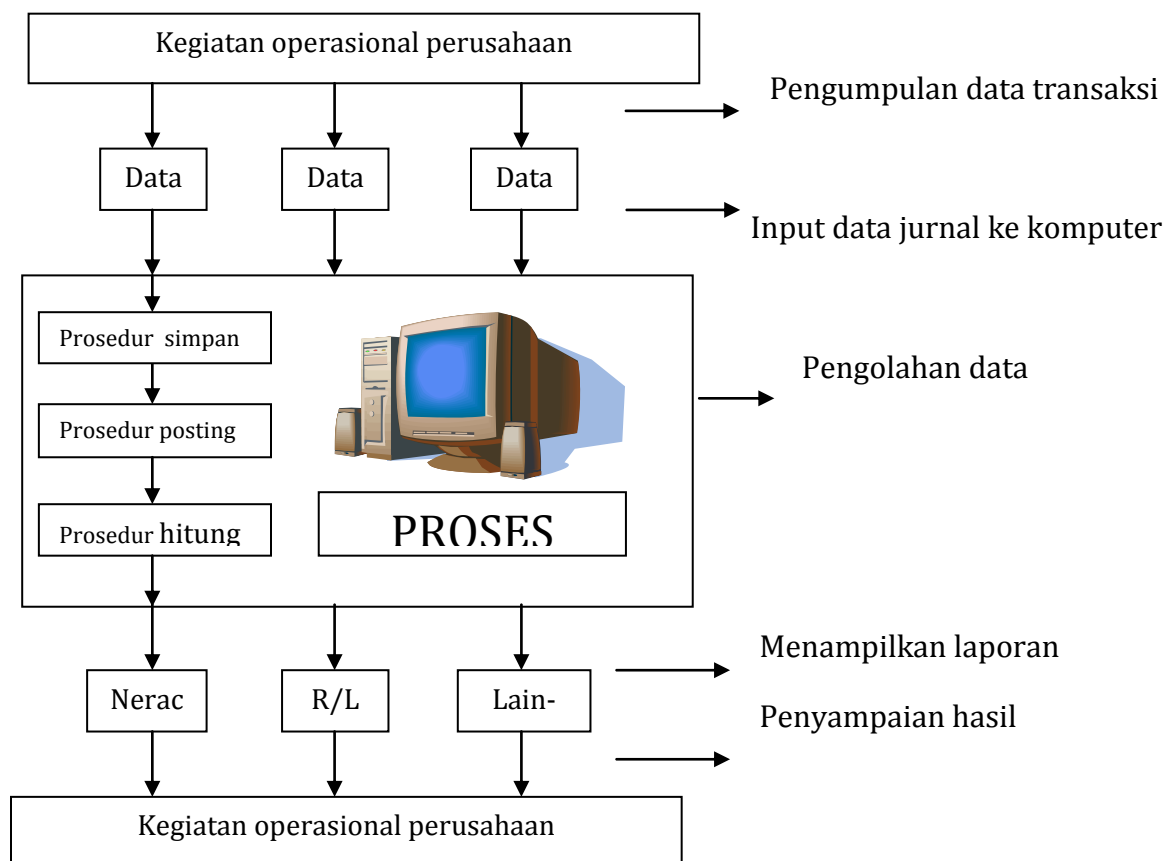 Kegiatan operasional perusahaan
Pengumpulan data transaksi
Data
Data
Data
Input data jurnal ke komputer
Prosedur simpan
Prosedur posting
Prosedur hitung
PROSES
Pengolahan data
Menampilkan laporan
Nerac
R/L
Lain-
Penyampaian hasil
Kegiatan operasional perusahaan